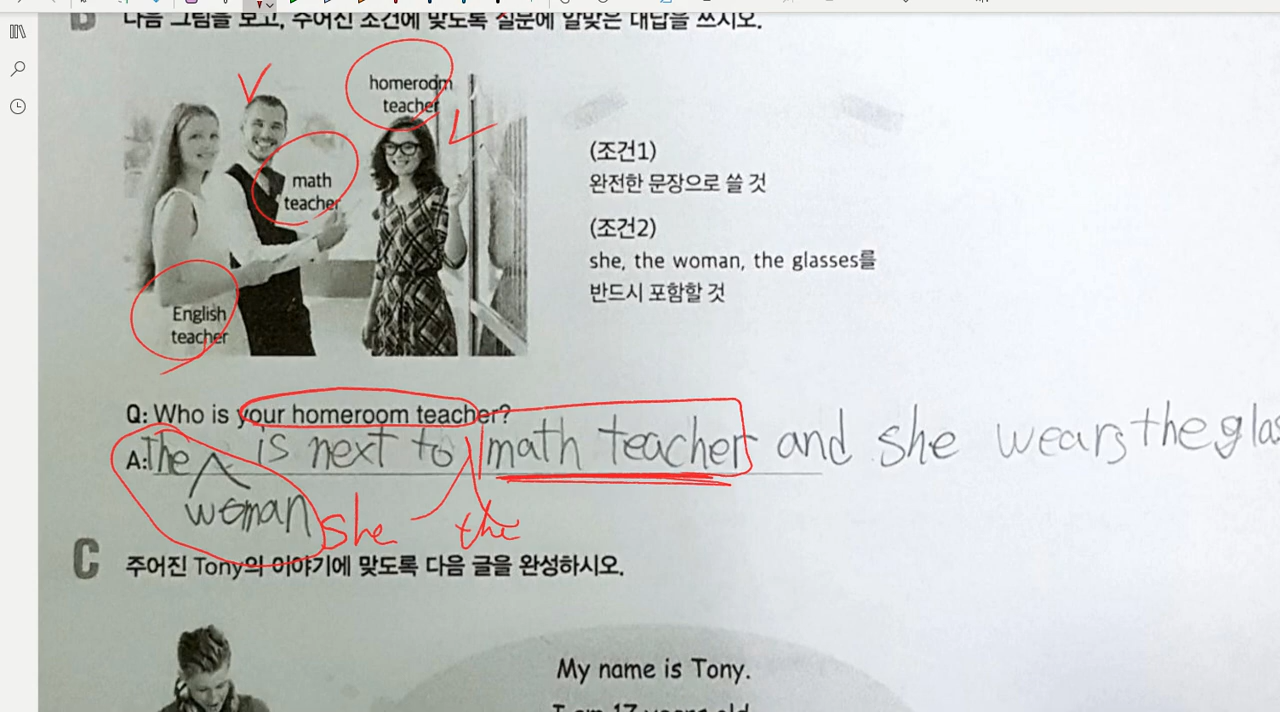 다음 그림을 보고, 주어진 조건에 맞도록 질문에 알맞은 대답을 쓰시오.
homeroom
teacher
math
teacher
English
teacher
(조건1)
완전한 문장으로 쓸 것
(조건2)
she, the woman, the glasses를
반드시 포함할 것
Q: Who is your homeroom teacher?
A: The is next to math teacher and she wears the glas
woman she the
C 주어진 Tony의 이야기에 맞도록 다음 글을 완성하시오.
My name is Tony.
I am 17 years old